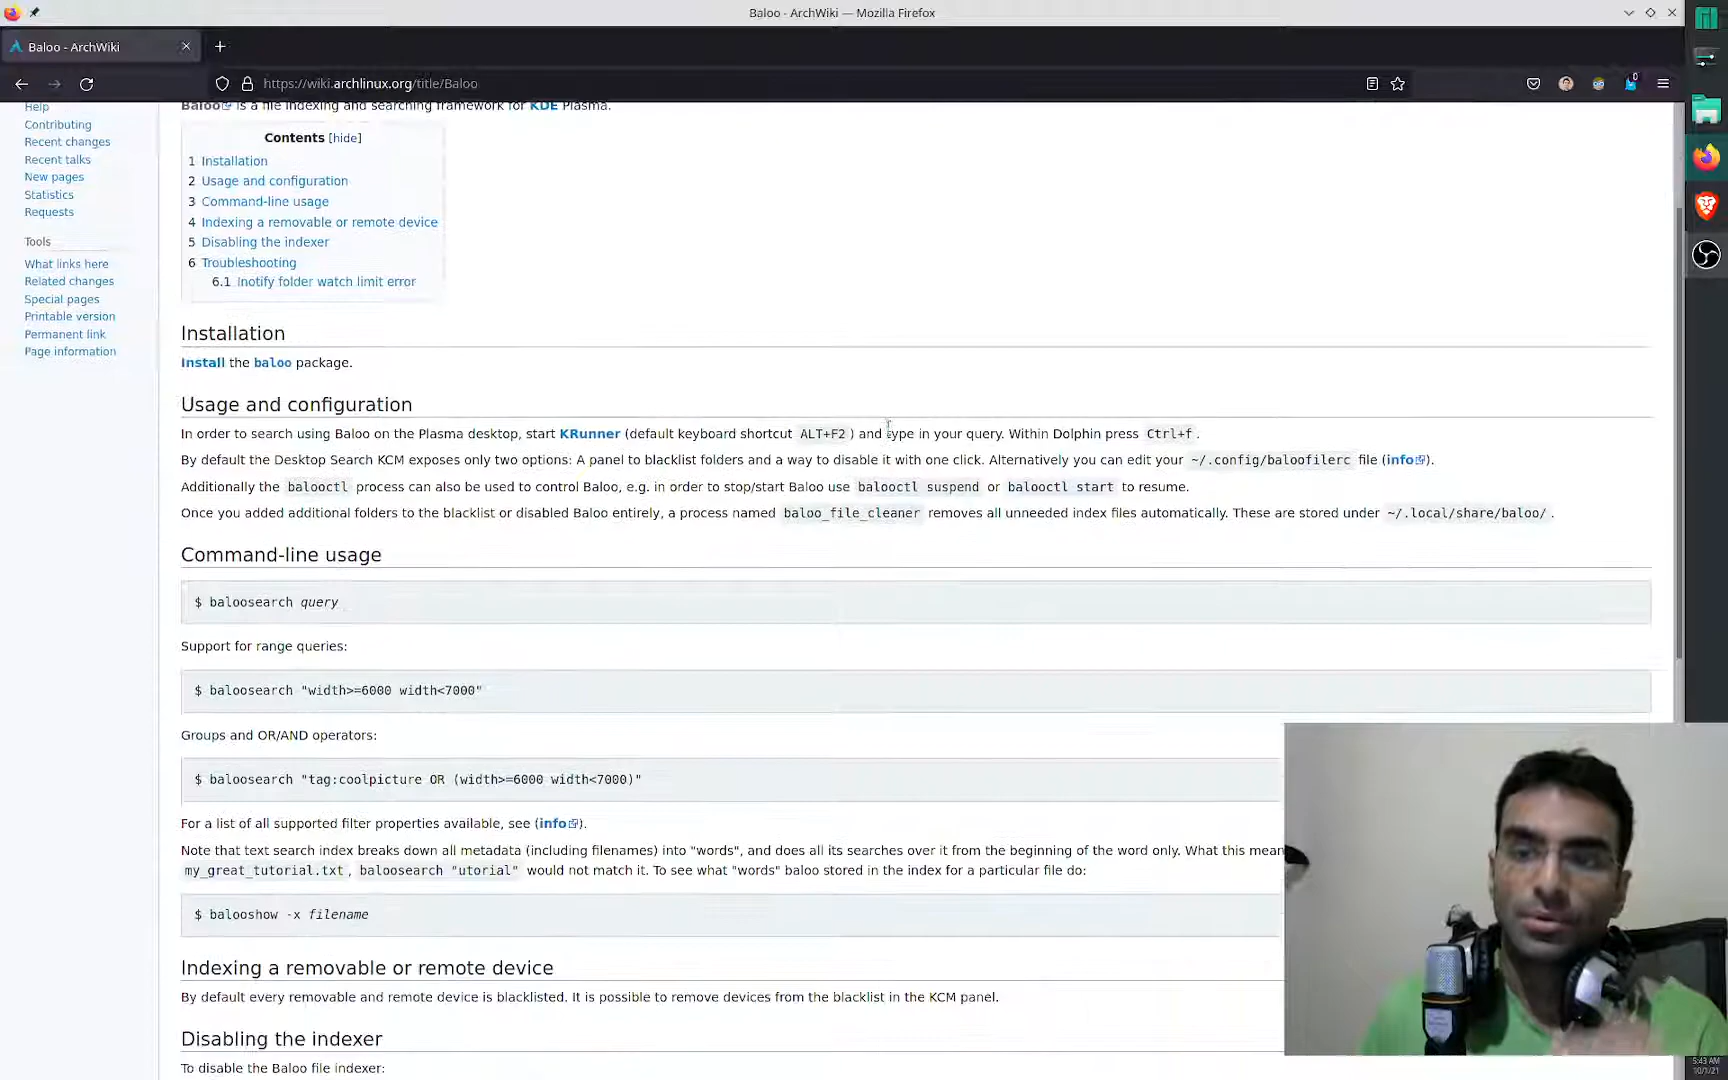 Baloo - ArchWiki — Mozilla Firefox
Baloo - ArchWiki
https://wiki.archlinux.org/title/Baloo
0
Help
Contributing
Recent changes
Recent talks
New pages
Statistics
Requests
Tools
What links here
Related changes
Special pages
Printable version
Permanent link
Page information
Baloo is a file indexing and searching framework for KDE Plasma.
Contents [hide]
1 Installation
2 Usage and configuration
3 Command-line usage
4 Indexing a removable or remote device
5 Disabling the indexer
6 Troubleshooting
6.1 Inotify folder watch limit error
Installation
Install the baloo package.
Usage and configuration
In order to search using Baloo on the Plasma desktop, start KRunner (default keyboard shortcut ALT+F2 ) and type in your query. Within Dolphin press Ctrl+f .
By default the Desktop Search KCM exposes only two options: A panel to blacklist folders and a way to disable it with one click. Alternatively you can edit your ~/.config/baloofilerc file (info).
Additionally the balooctl process can also be used to control Baloo, e.g. in order to stop/start Baloo use balooctl suspend or balooctl start to resume.
Once you added additional folders to the blacklist or disabled Baloo entirely, a process named baloo_file_cleaner removes all unneeded index files automatically. These are stored under ~/.local/share/baloo/ .
Command-line usage
$ baloosearch query
Support for range queries:
$ baloosearch "width>=6000 width<7000"
Groups and OR/AND operators:
$ baloosearch "tag:coolpicture OR (width>=6000 width<7000)"
For a list of all supported filter properties available, see (info).
Note that text search index breaks down all metadata (including filenames) into "words", and does all its searches over it from the beginning of the word only. What this mean
my_great_tutorial.txt , baloosearch "utorial" would not match it. To see what "words" baloo stored in the index for a particular file do:
$ balooshow -x filename
Indexing a removable or remote device
By default every removable and remote device is blacklisted. It is possible to remove devices from the blacklist in the KCM panel.
Disabling the indexer
To disable the Baloo file indexer:
5:43 AM
10/1/21